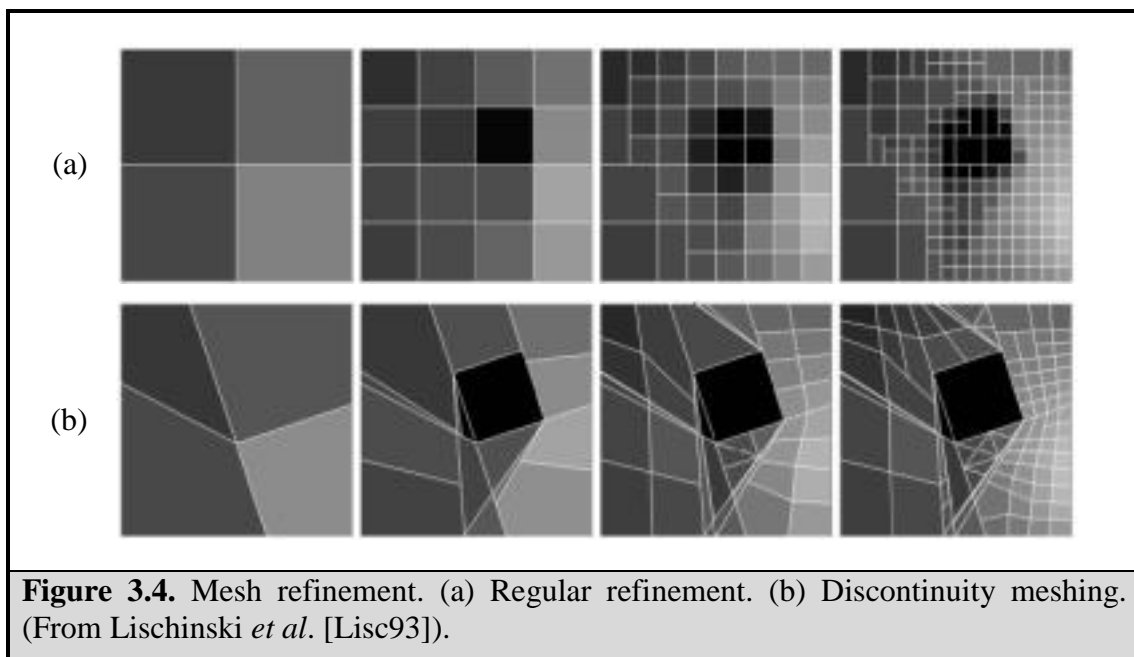 (a)
(b)
Figure 3.4. Mesh refinement. (a) Regular refinement. (b) Discontinuity meshing.
(From Lischinski et al. [Lisc93]).